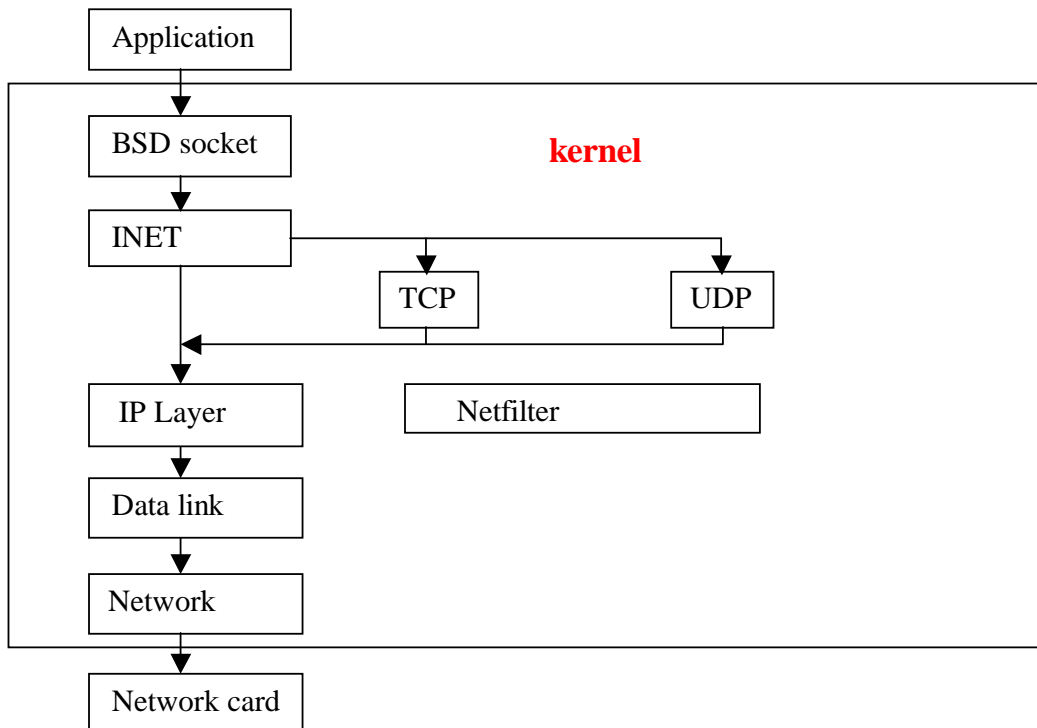 Application
BSD socket
kernel
INET
TCP
UDP
IP Layer
Netfilter
Data link
Network
Network card